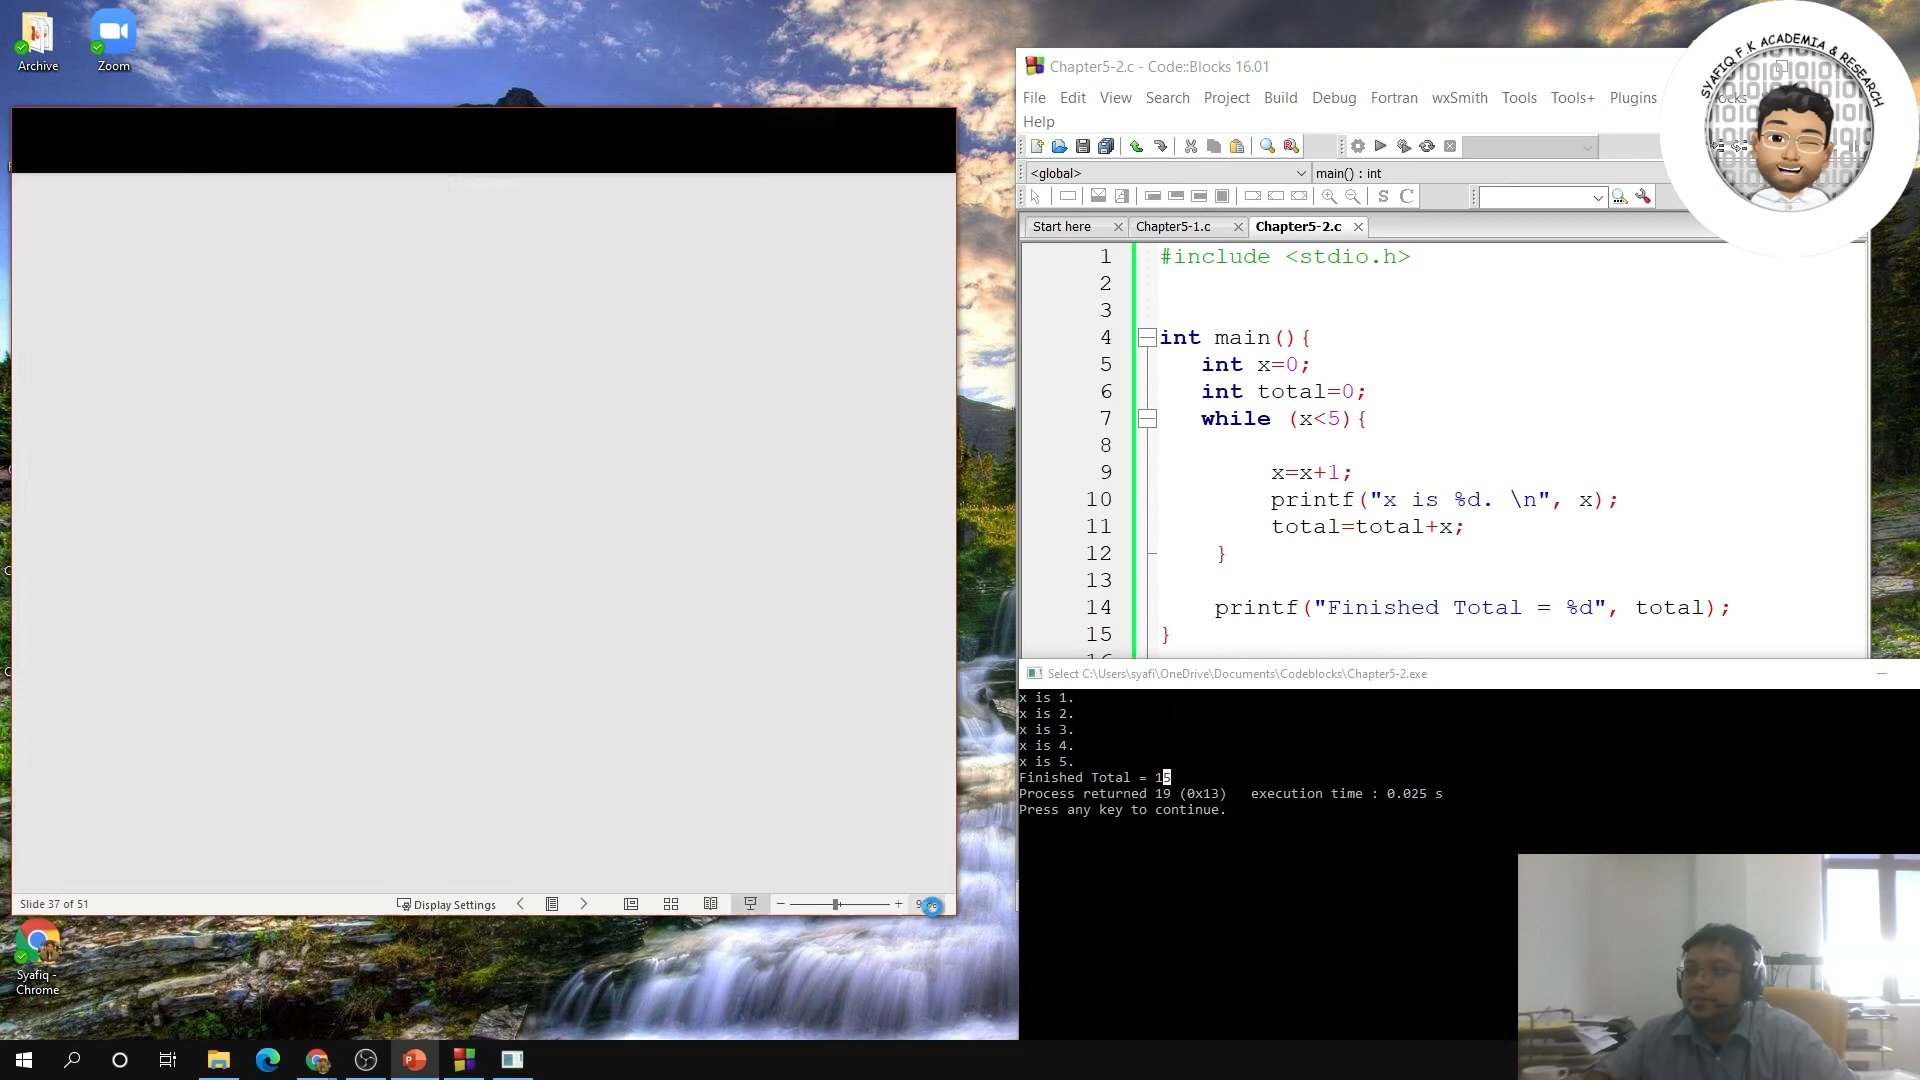 Archive
Zoom
Chapter5-2.c - Code::Blocks 16.01
File Edit View Search Project Build Debug Fortran wxSmith Tools Tools+ Plugins
Help
SYAFIQ F.K ACADEMIA & RESEARCH
<global>
main() : int
S C
Start here
Chapter5-1.c
Chapter5-2.c
1 #include <stdio.h>
2
3
4 int main(){
5 int x=0;
6 int total=0;
7 while (x<5){
8
9 x=x+1;
10 printf("x is %d. \n", x);
11 total=total+x;
12 }
13
14 printf("Finished Total = %d", total);
15 }
Select C:\Users\syafi\OneDrive\Documents\Codeblocks\Chapter5-2.exe
x is 1.
x is 2.
x is 3.
x is 4.
x is 5.
Finished Total = 15
Process returned 19 (0x13)   execution time : 0.025 s
Press any key to continue.
Slide 37 of 51
Display Settings
Syafiq -
Chrome